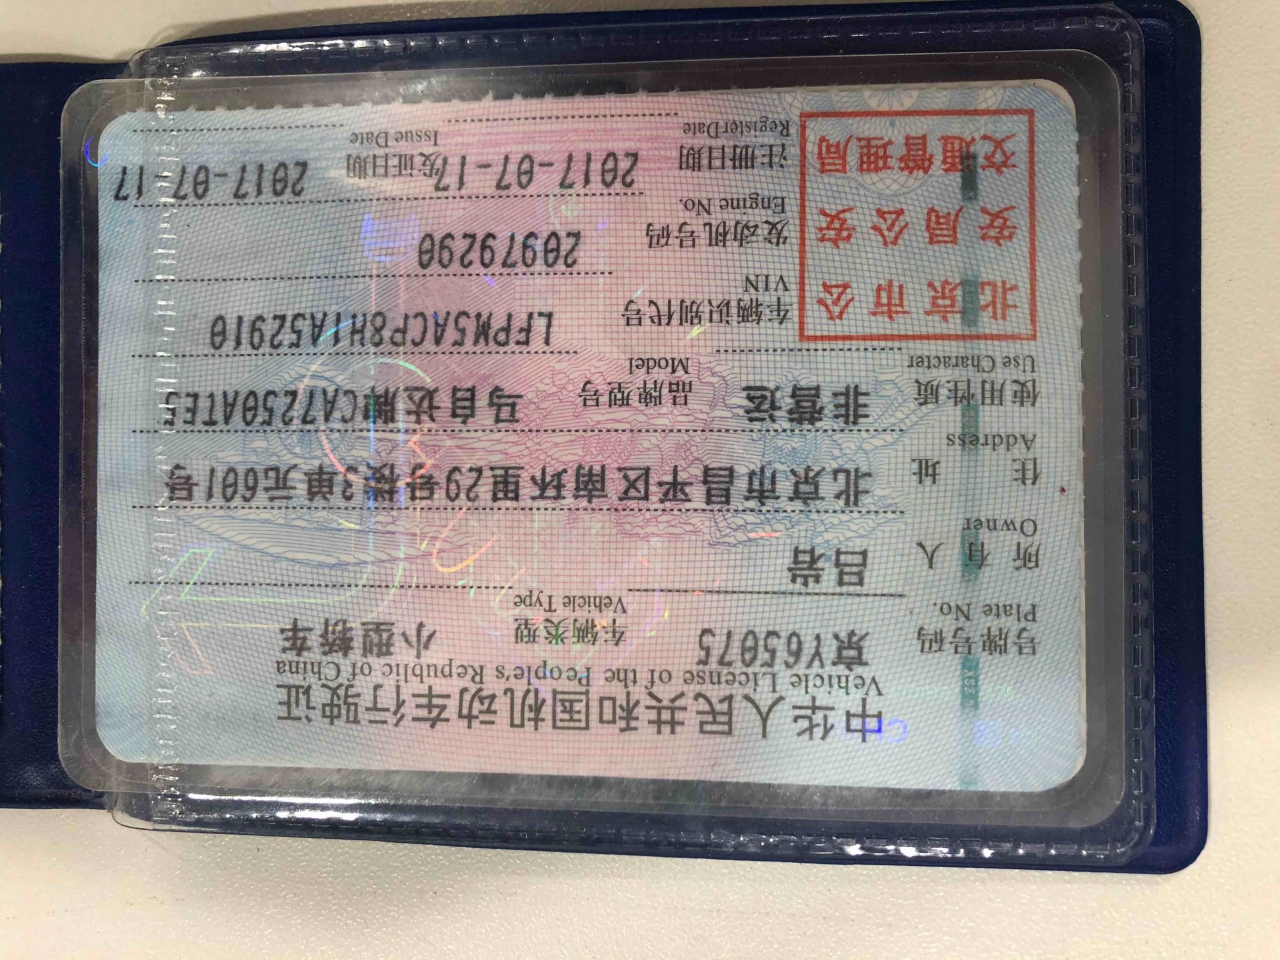 中华人民共和国机动车行驶证
Vehicle License of the People's Republic of China
号牌号码 京Y65075 车辆类型 小型轿车
Plate No. Vehicle Type
所有人 吕岩
Owner
住址 北京市昌平区南环里29号楼3单元601号
Address
使用性质 非营运 品牌型号 马自达牌CA7250ATE5
Use Character Model
北京市公
安局公安
交通管理局
车辆识别代号 LFPM5ACP8H1A52910
VIN
发动机号码 20979290
Engine No.
注册日期 2017-07-17 发证日期 2017-07-17
Register Date Issue Date